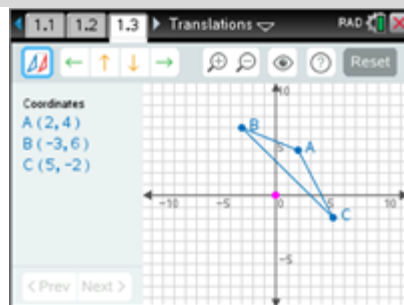 1.1 1.2 1.3 Translations RAD
Reset
Coordinates
A (2, 4)
B (-3, 6)
C (5, -2)
< Prev Next >
10
B
5 A
-10 -5 0 5 10
C
-5